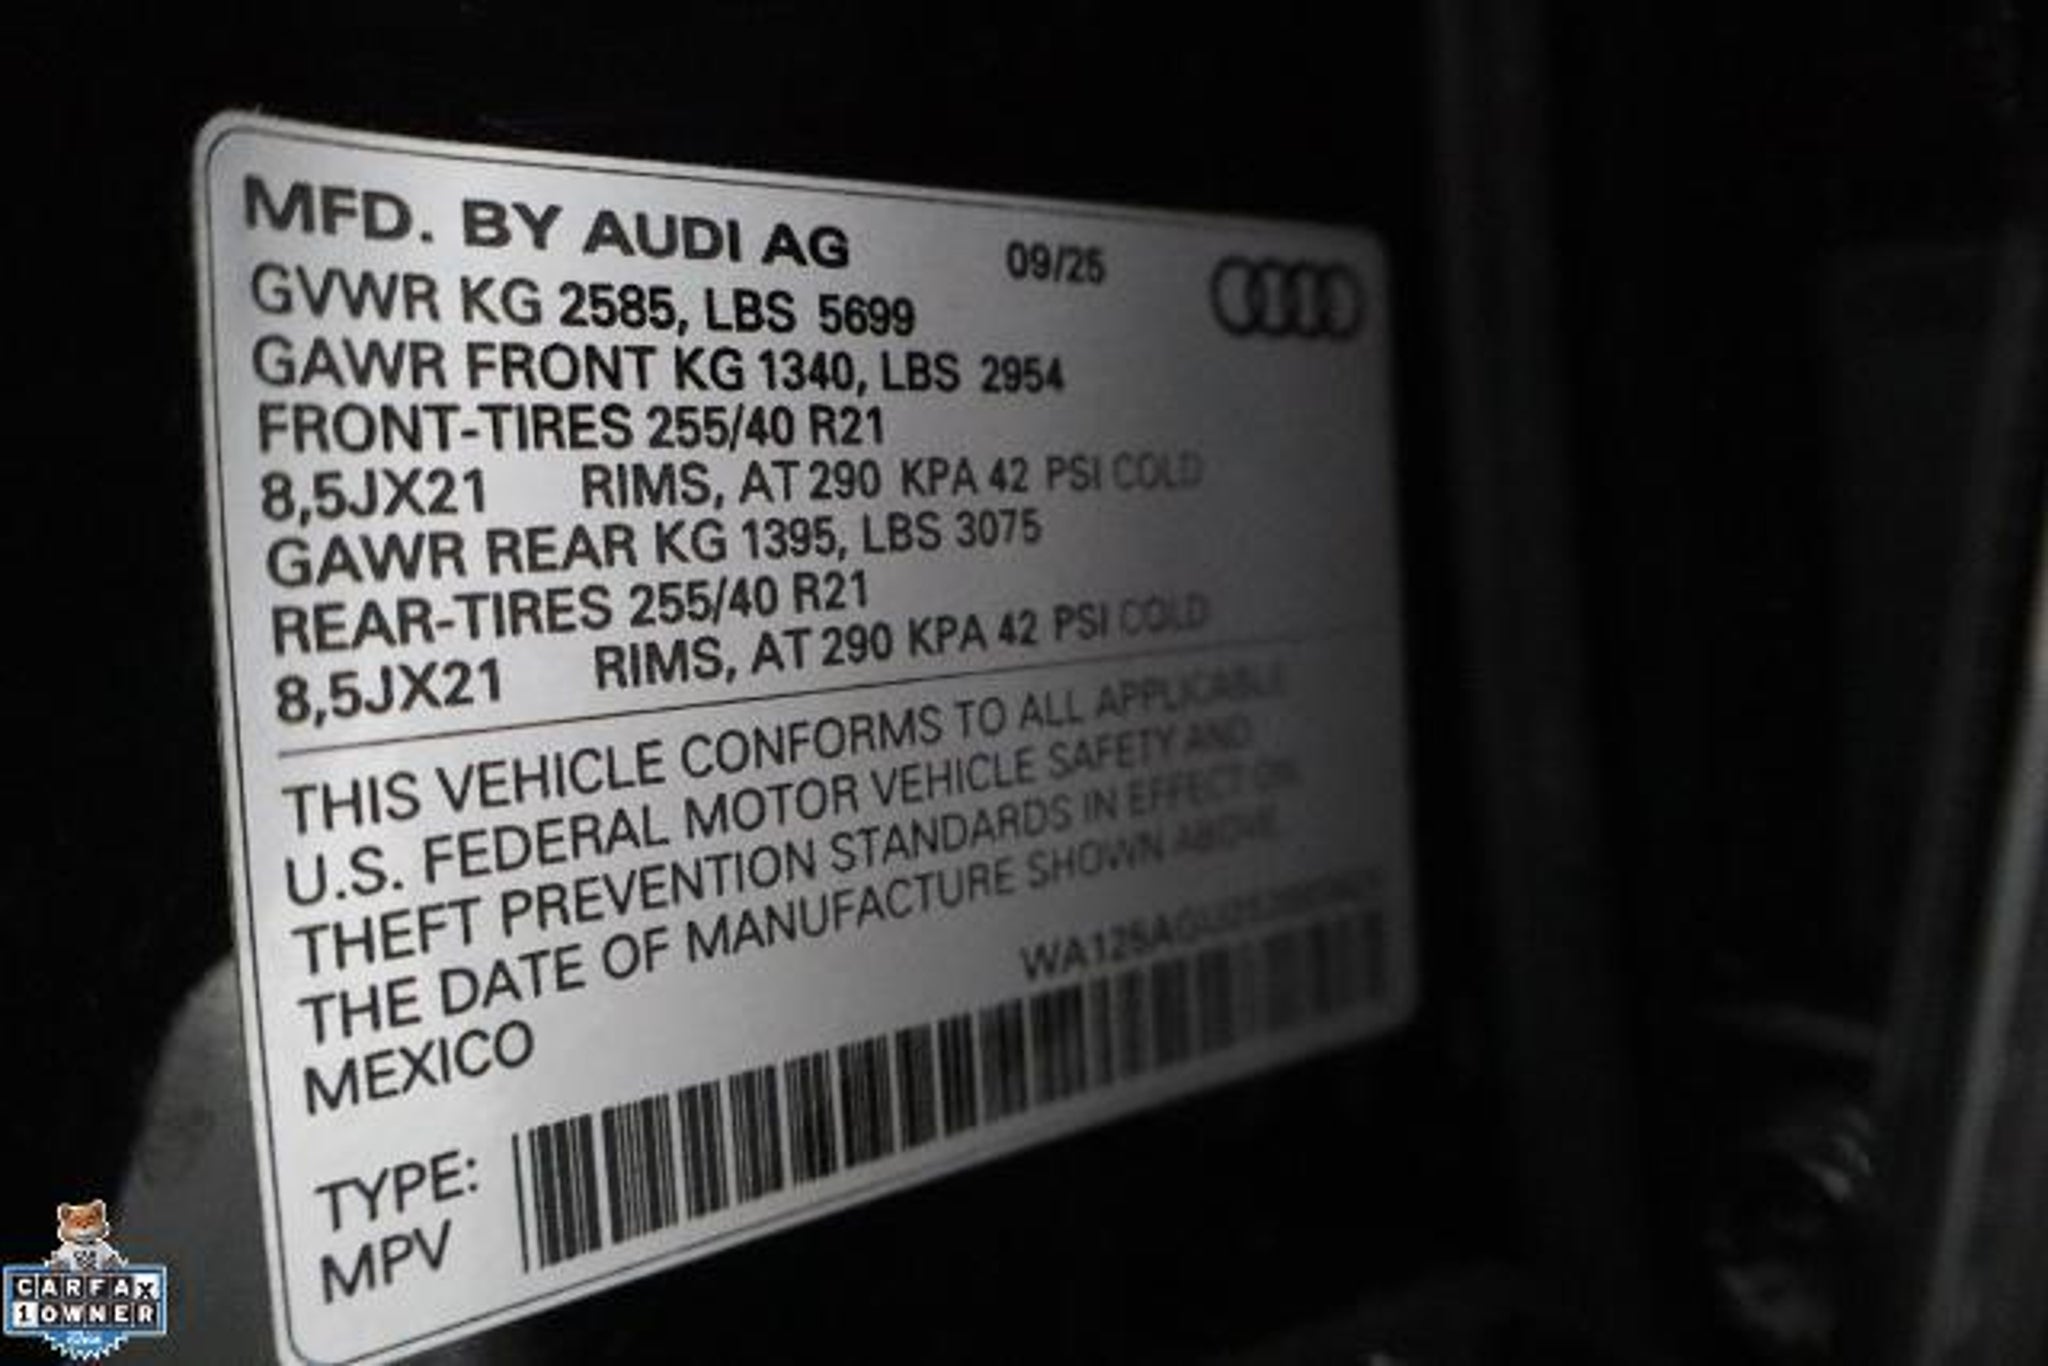 MFD. BY AUDI AG 09/25
GVWR KG 2585, LBS 5699
GAWR FRONT KG 1340, LBS 2954
FRONT-TIRES 255/40 R21
8,5JX21 RIMS, AT 290 KPA 42 PSI COLD
GAWR REAR KG 1395, LBS 3075
REAR-TIRES 255/40 R21
8,5JX21 RIMS, AT 290 KPA 42 PSI COLD
THIS VEHICLE CONFORMS TO ALL APPLICABLE
U.S. FEDERAL MOTOR VEHICLE SAFETY AND
THEFT PREVENTION STANDARDS IN EFFECT ON
THE DATE OF MANUFACTURE SHOWN ABOVE.
MEXICO
TYPE:
MPV
CARFAX
1 OWNER